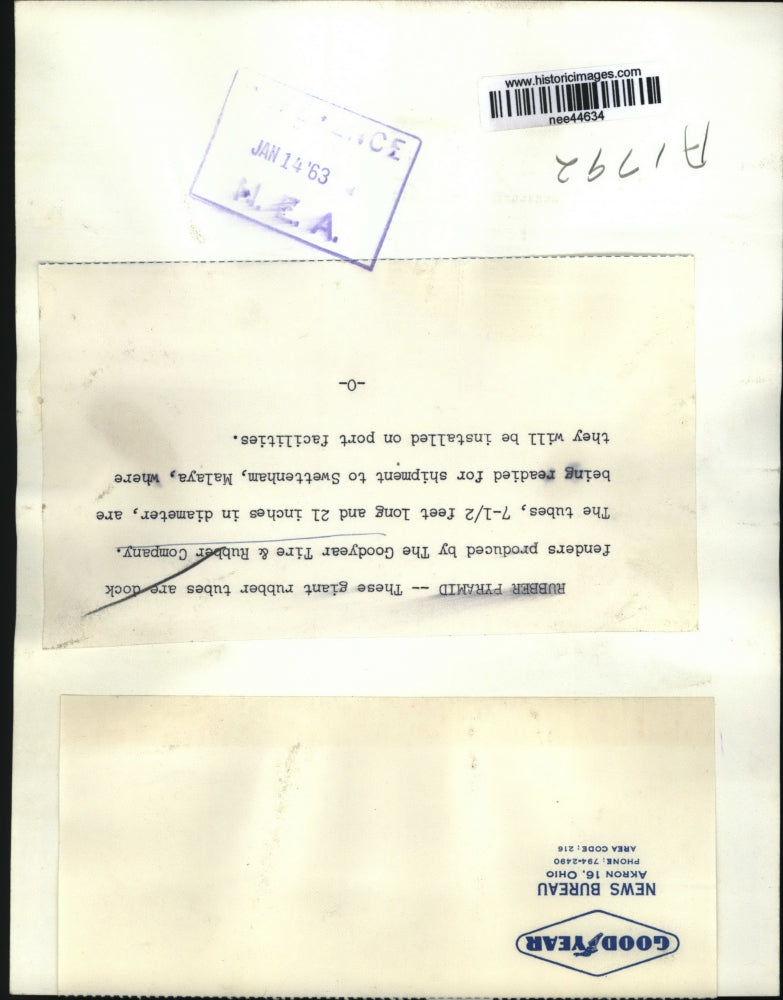 www.historicimages.com
nee44634
JAN 14 '63
N. E. A.
GOODYEAR
NEWS BUREAU
AKRON 16, OHIO
PHONE: 794-2490
AREA CODE: 216
RUBBER PYRAMID -- These giant rubber tubes are dock
fenders produced by The Goodyear Tire & Rubber Company.
The tubes, 7-1/2 feet long and 21 inches in diameter, are
being readied for shipment to Swettenham, Malaya, where
they will be installed on port facilities.
-0-
A1792